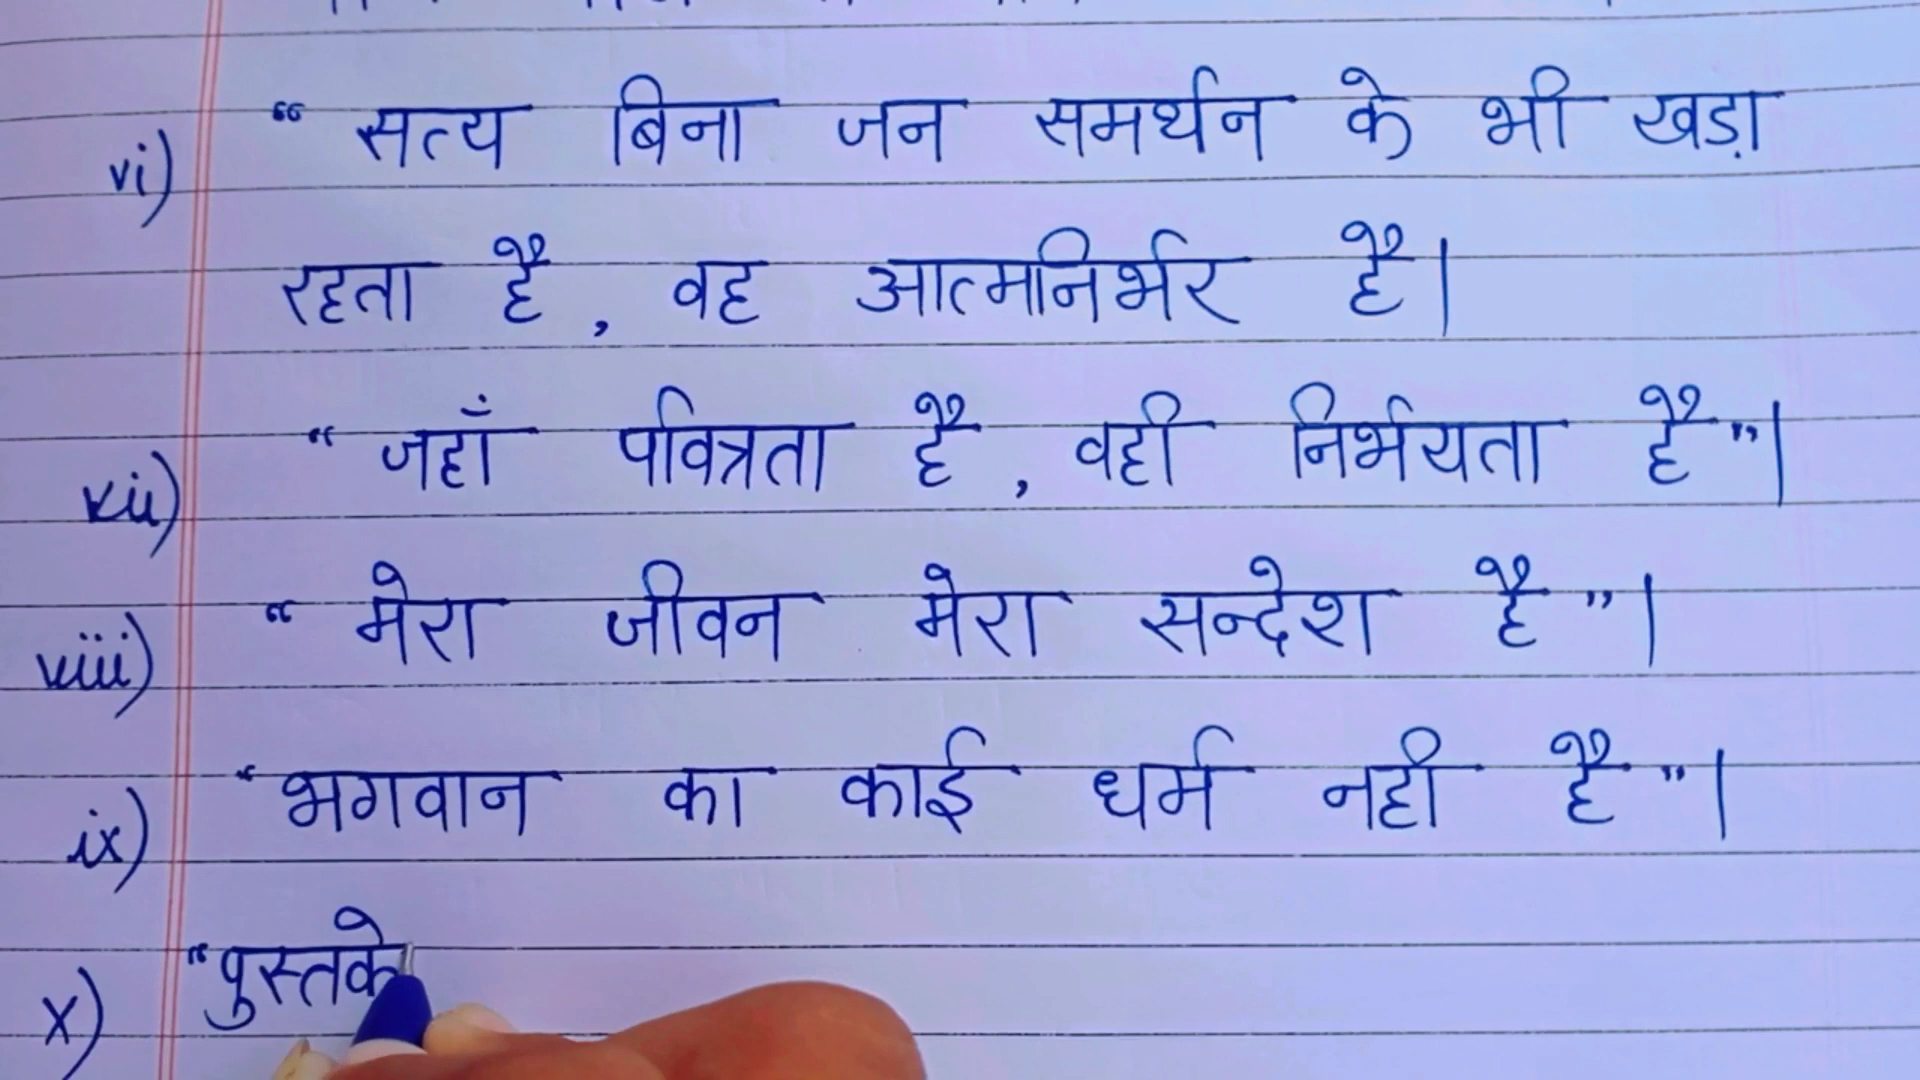 vi) “ सत्य बिना जन समर्थन के भी खड़ा
रहता है , वह आत्मनिर्भर है।
vii) “ जहाँ पवित्रता है , वही निर्भयता है ”।
viii) “ मेरा जीवन मेरा सन्देश है ”।
ix) “ भगवान का काई धर्म नही है ”।
x) “ पुस्तके